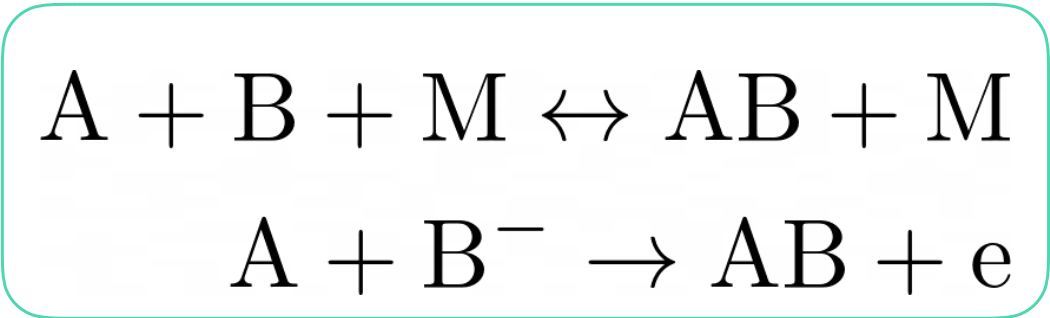 A + B + M ↔ AB + M
A + B⁻ → AB + e